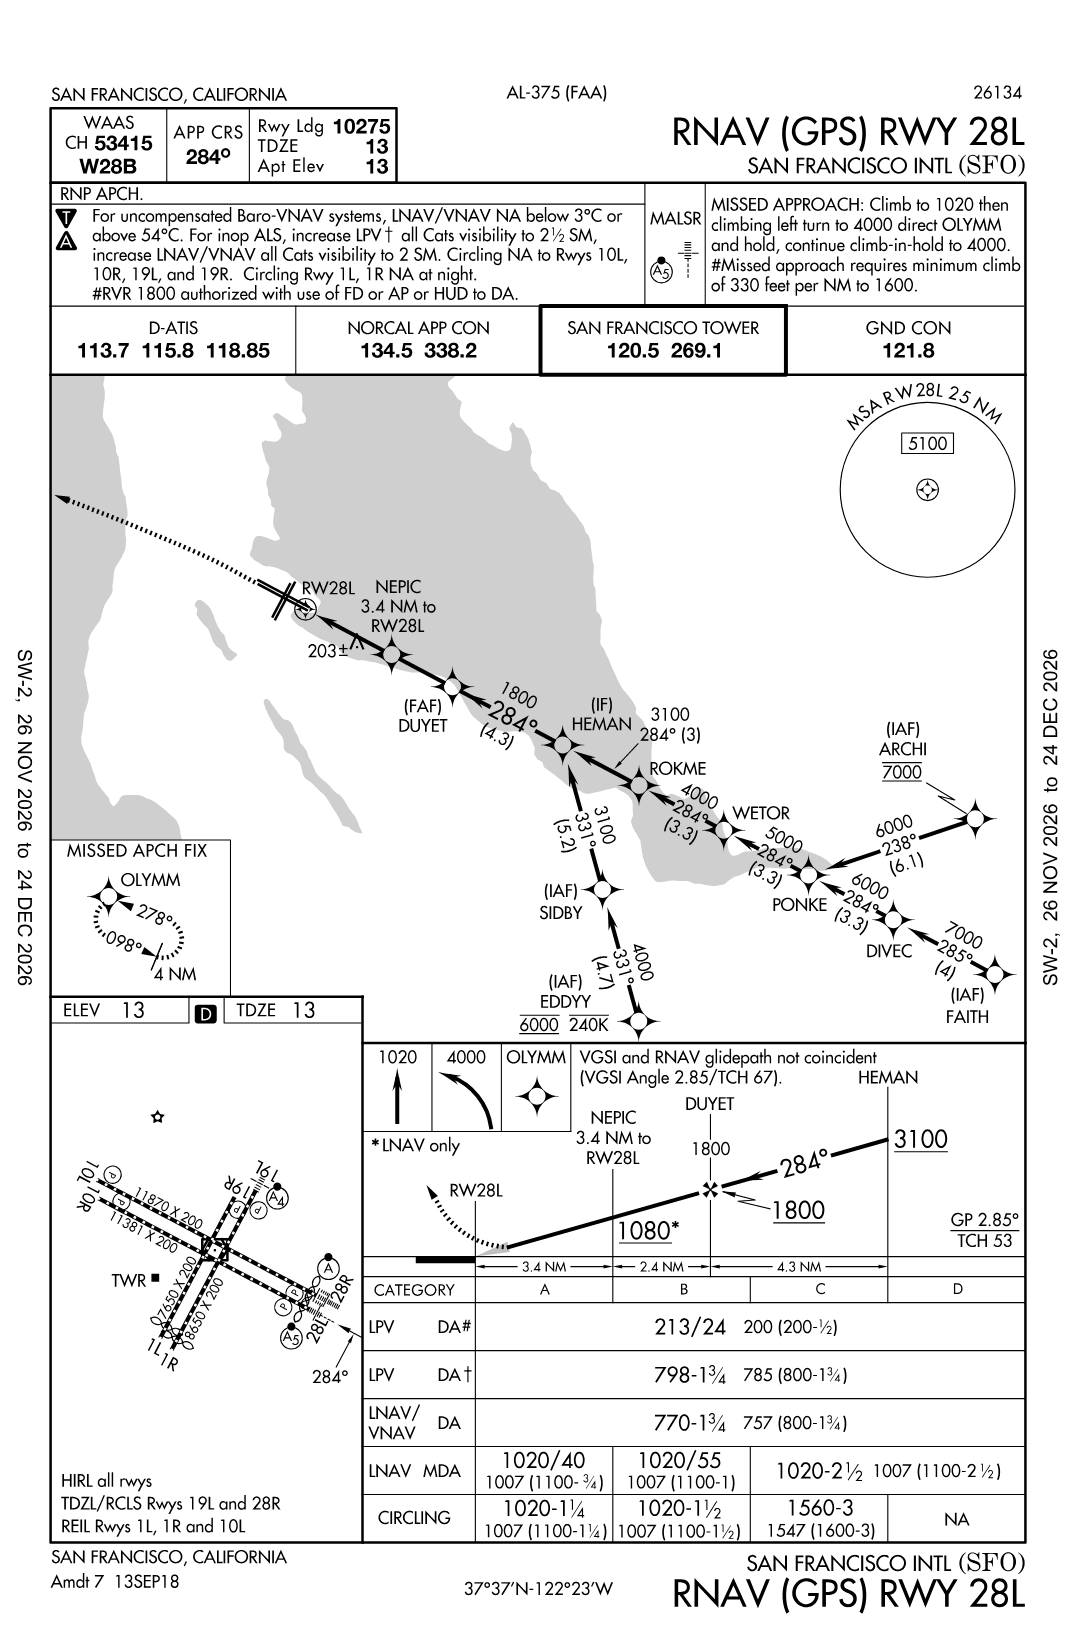 SAN FRANCISCO, CALIFORNIA
AL-375 (FAA)
26134
WAAS
CH 53415
W28B
APP CRS
284°
Rwy Ldg 10275
TDZE 13
Apt Elev 13
RNAV (GPS) RWY 28L
SAN FRANCISCO INTL (SFO)
RNP APCH.
T
A
For uncompensated Baro-VNAV systems, LNAV/VNAV NA below 3°C or
above 54°C. For inop ALS, increase LPV† all Cats visibility to 2½ SM,
increase LNAV/VNAV all Cats visibility to 2 SM. Circling NA to Rwys 10L,
10R, 19L, and 19R. Circling Rwy 1L, 1R NA at night.
#RVR 1800 authorized with use of FD or AP or HUD to DA.
MALSR
A5
MISSED APPROACH: Climb to 1020 then
climbing left turn to 4000 direct OLYMM
and hold, continue climb-in-hold to 4000.
#Missed approach requires minimum climb
of 330 feet per NM to 1600.
D-ATIS
113.7 115.8 118.85
NORCAL APP CON
134.5 338.2
SAN FRANCISCO TOWER
120.5 269.1
GND CON
121.8
MSA RW28L 25 NM
5100
RW28L
NEPIC
3.4 NM to
RW28L
203±
(FAF)
DUYET
1800
284°
(4.3)
(IF)
HEMAN
3100
284° (3)
ROKME
4000
284°
(3.3)
WETOR
5000
284°
(3.3)
PONKE
(IAF)
ARCHI
7000
6000
238°
(6.1)
6000
284°
(3.3)
DIVEC
7000
285°
(4)
(IAF)
FAITH
3100
331°
(5.2)
(IAF)
SIDBY
4000
331°
(4.7)
(IAF)
EDDYY
6000 240K
MISSED APCH FIX
OLYMM
278°
098°
4 NM
SW-2, 26 NOV 2026 to 24 DEC 2026
SW-2, 26 NOV 2026 to 24 DEC 2026
ELEV 13
D
TDZE 13
10L
10R
P
P
11870 X 200
11381 X 200
19R
19L
P
P
A4
TWR
7650 X 200
8650 X 200
1L
1R
A
P
P
28R
28L
A5
284°
HIRL all rwys
TDZL/RCLS Rwys 19L and 28R
REIL Rwys 1L, 1R and 10L
1020
4000
OLYMM
VGSI and RNAV glidepath not coincident
(VGSI Angle 2.85/TCH 67).
HEMAN
DUYET
NEPIC
3.4 NM to
RW28L
*LNAV only
1800
284°
3100
RW28L
1800
1080*
GP 2.85°
TCH 53
3.4 NM
2.4 NM
4.3 NM
CATEGORY A B C D
LPV DA# 213/24 200 (200-½)
LPV DA† 798-1¾ 785 (800-1¾)
LNAV/
VNAV DA 770-1¾ 757 (800-1¾)
LNAV MDA
1020/40
1007 (1100-¾)
1020/55
1007 (1100-1)
1020-2½ 1007 (1100-2½)
CIRCLING
1020-1¼
1007 (1100-1¼)
1020-1½
1007 (1100-1½)
1560-3
1547 (1600-3)
NA
SAN FRANCISCO, CALIFORNIA
Amdt 7 13SEP18
37°37'N-122°23'W
SAN FRANCISCO INTL (SFO)
RNAV (GPS) RWY 28L